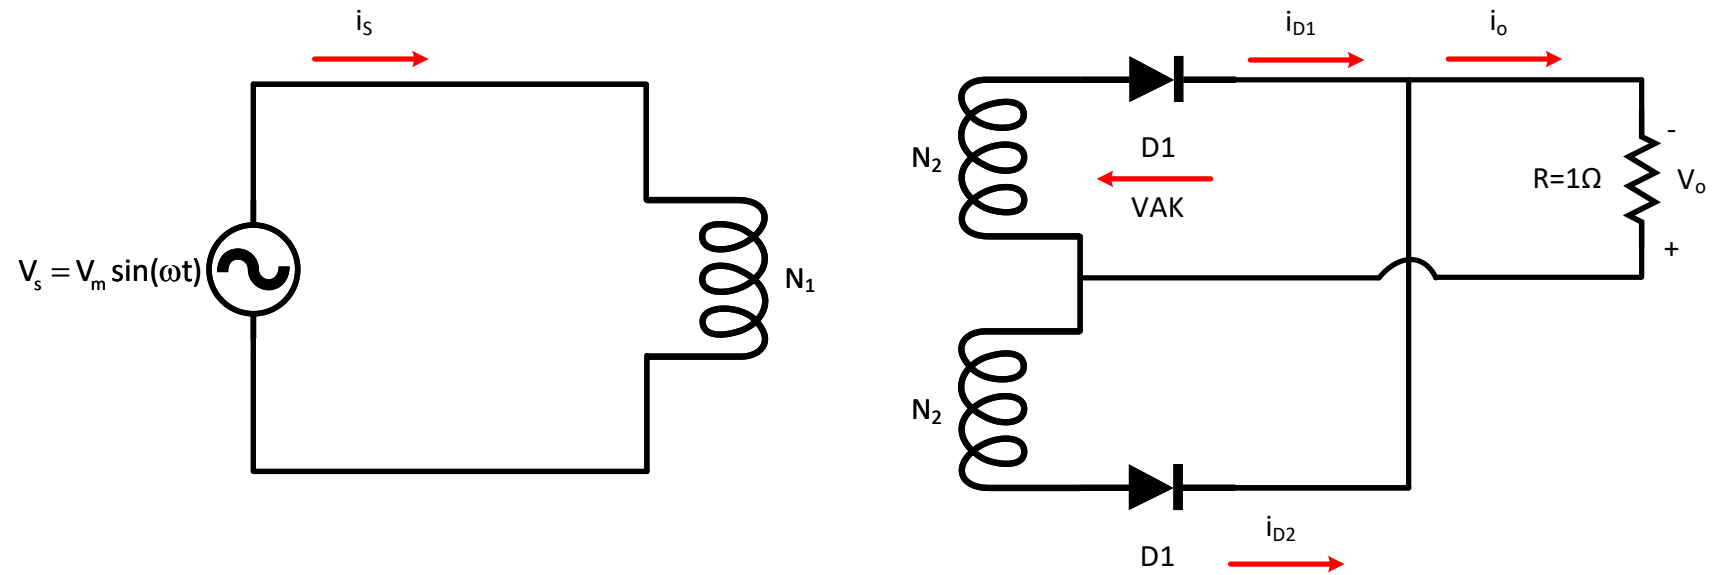 iS
iD1
io
Vs = Vm sin(ωt)
N1
N2
D1
VAK
R=1Ω
-
Vo
+
N2
D1
iD2